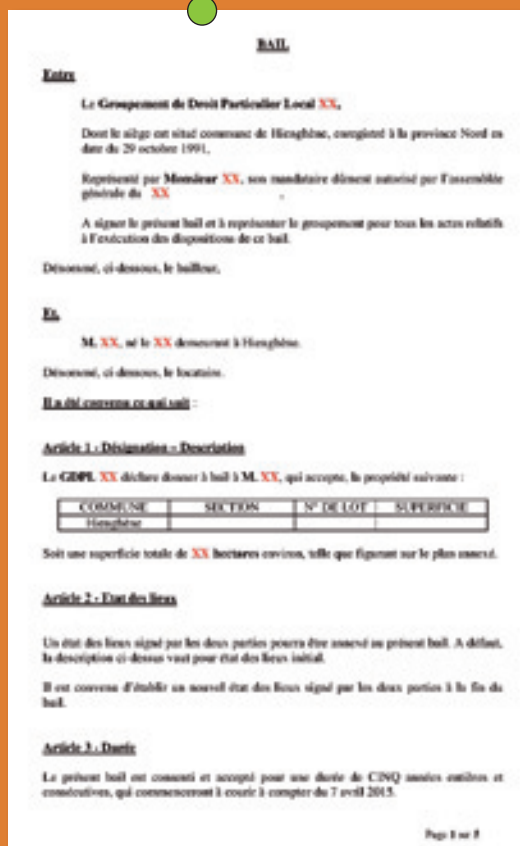 BAIL
Entre
Le Groupement de Droit Particulier Local XX,
Dont le siège est situé commune de Hienghène, enregistré à la province Nord en
date du 29 octobre 1991,
Représenté par Monsieur XX, son mandataire dûment autorisé par l'assemblée
générale du XX ,
A signer le présent bail et à représenter le groupement pour tous les actes relatifs
à l'exécution des dispositions de ce bail.
Dénommé, ci-dessous, le bailleur,
Et,
M. XX, né le XX demeurant à Hienghène.
Dénommé, ci-dessous, le locataire.
Il a été convenu ce qui suit :
Article 1 - Désignation – Description
Le GDPL XX déclare donner à bail à M. XX, qui accepte, la propriété suivante :
COMMUNE SECTION N° DE LOT SUPERFICIE
Hienghène
Soit une superficie totale de XX hectares environ, telle que figurant sur le plan annexé.
Article 2 - Etat des lieux
Un état des lieux signé par les deux parties pourra être annexé au présent bail. A défaut,
la description ci-dessus vaut pour état des lieux initial.
Il est convenu d'établir un nouvel état des lieux signé par les deux parties à la fin du
bail.
Article 3 - Durée
Le présent bail est consenti et accepté pour une durée de CINQ années entières et
consécutives, qui commenceront à courir à compter du 7 avril 2015.
Page 1 sur